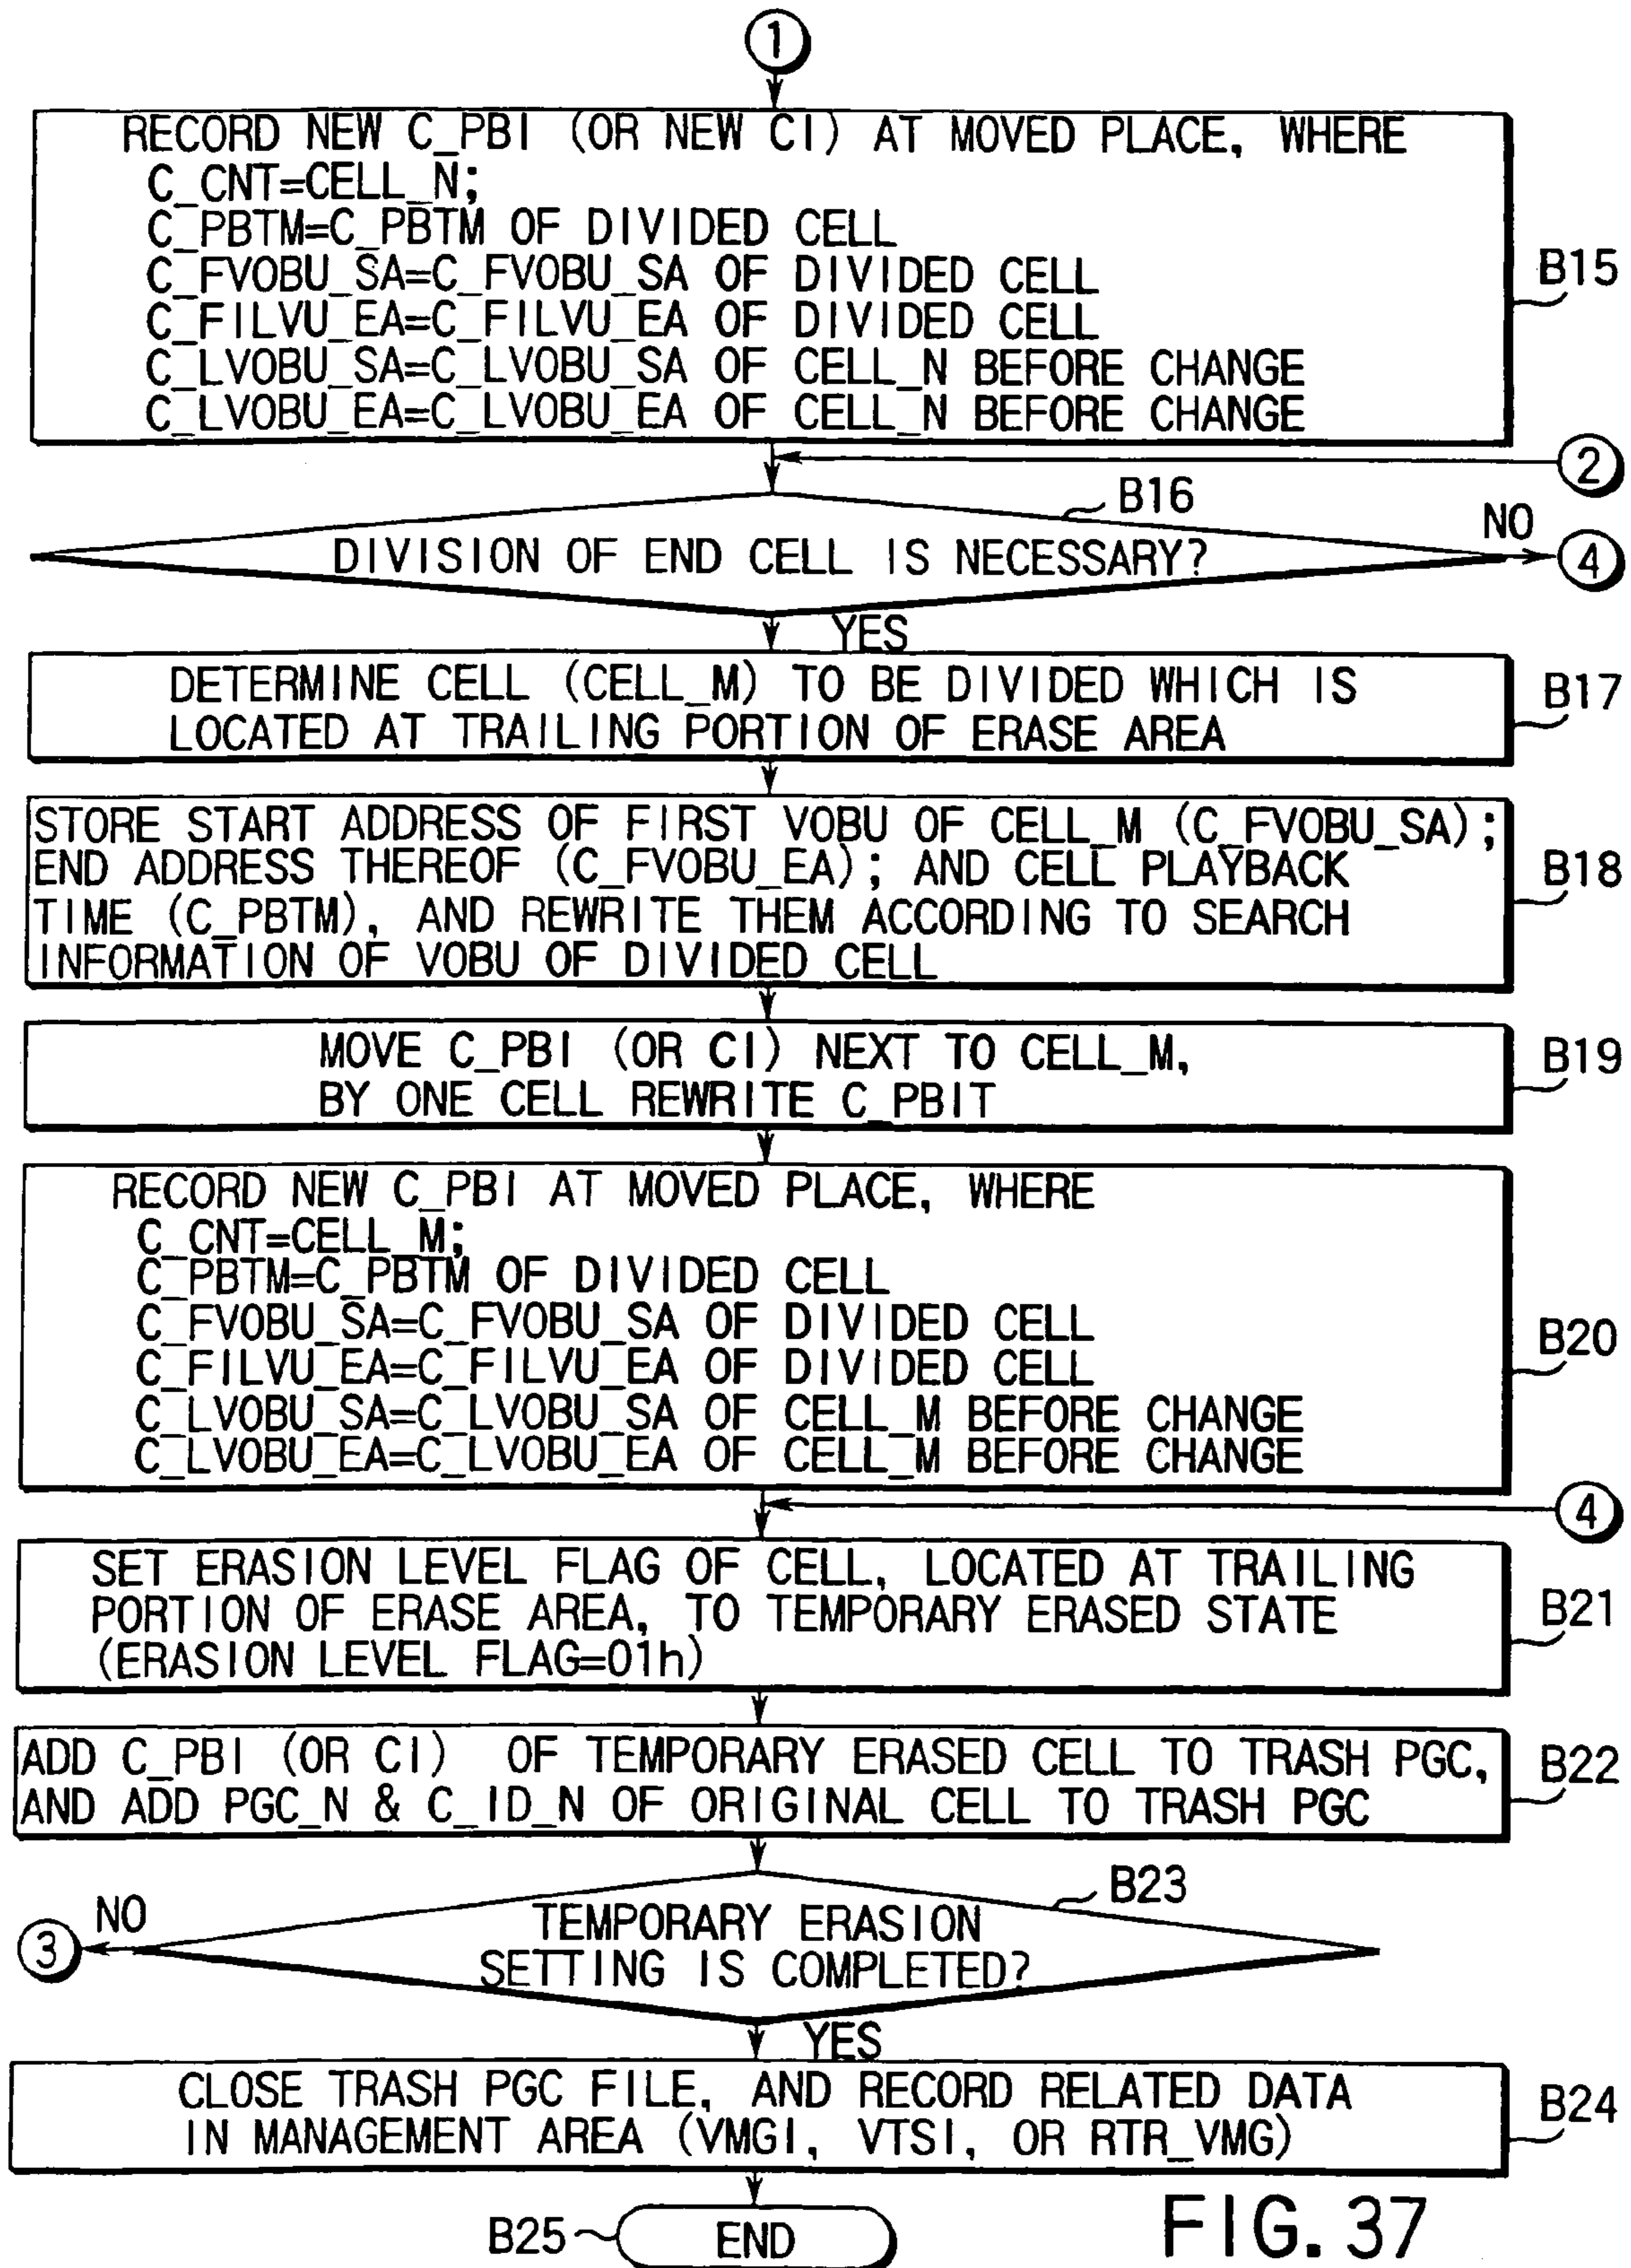 1
RECORD NEW C_PBI (OR NEW CI) AT MOVED PLACE, WHERE
C_CNT=CELL_N;
C_PBTM=C_PBTM OF DIVIDED CELL
C_FVOBU_SA=C_FVOBU_SA OF DIVIDED CELL
C_FILVU_EA=C_FILVU_EA OF DIVIDED CELL
C_LVOBU_SA=C_LVOBU_SA OF CELL_N BEFORE CHANGE
C_LVOBU_EA=C_LVOBU_EA OF CELL_N BEFORE CHANGE
B15
2
B16
DIVISION OF END CELL IS NECESSARY?
NO
4
YES
DETERMINE CELL (CELL_M) TO BE DIVIDED WHICH IS
LOCATED AT TRAILING PORTION OF ERASE AREA
B17
STORE START ADDRESS OF FIRST VOBU OF CELL_M (C_FVOBU_SA);
END ADDRESS THEREOF (C_FVOBU_EA); AND CELL PLAYBACK
TIME (C_PBTM), AND REWRITE THEM ACCORDING TO SEARCH
INFORMATION OF VOBU OF DIVIDED CELL
B18
MOVE C_PBI (OR CI) NEXT TO CELL_M,
BY ONE CELL REWRITE C_PBIT
B19
RECORD NEW C_PBI AT MOVED PLACE, WHERE
C_CNT=CELL_M;
C_PBTM=C_PBTM OF DIVIDED CELL
C_FVOBU_SA=C_FVOBU_SA OF DIVIDED CELL
C_FILVU_EA=C_FILVU_EA OF DIVIDED CELL
C_LVOBU_SA=C_LVOBU_SA OF CELL_M BEFORE CHANGE
C_LVOBU_EA=C_LVOBU_EA OF CELL_M BEFORE CHANGE
B20
4
SET ERASION LEVEL FLAG OF CELL, LOCATED AT TRAILING
PORTION OF ERASE AREA, TO TEMPORARY ERASED STATE
(ERASION LEVEL FLAG=01h)
B21
ADD C_PBI (OR CI) OF TEMPORARY ERASED CELL TO TRASH PGC,
AND ADD PGC_N & C_ID_N OF ORIGINAL CELL TO TRASH PGC
B22
B23
TEMPORARY ERASION
SETTING IS COMPLETED?
NO
3
YES
CLOSE TRASH PGC FILE, AND RECORD RELATED DATA
IN MANAGEMENT AREA (VMGI, VTSI, OR RTR_VMG)
B24
B25
END
FIG. 37